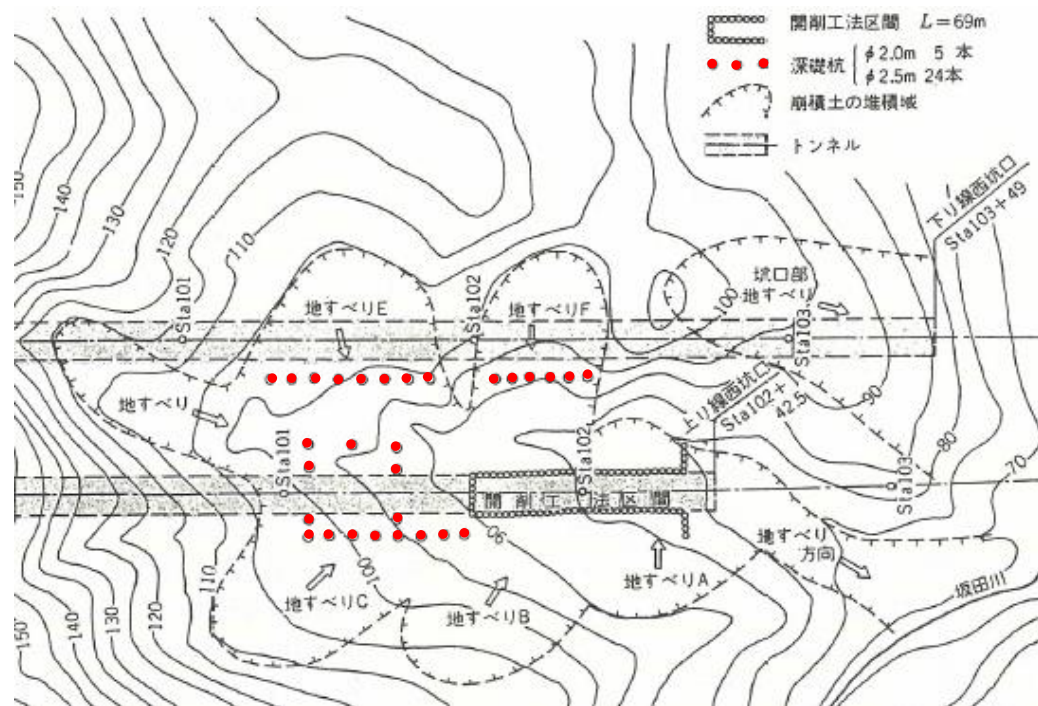 開削工法区間 L=69m
深礎杭
φ2.0m 5 本
φ2.5m 24本
崩積土の堆積域
トンネル
下り線西坑口
Sta103+49
150
140
130
120
110
Sta101
Sta102
地すべりE
地すべりF
坑口部
地すべり
100
Sta103
90
上り線西坑口
Sta102+
42.5
80
70
地すべり
Sta101
Sta102
Sta103
開削工法区間
90
100
110
地すべりC
地すべりB
地すべりA
地すべり
方向
坂田川
120
130
140
150